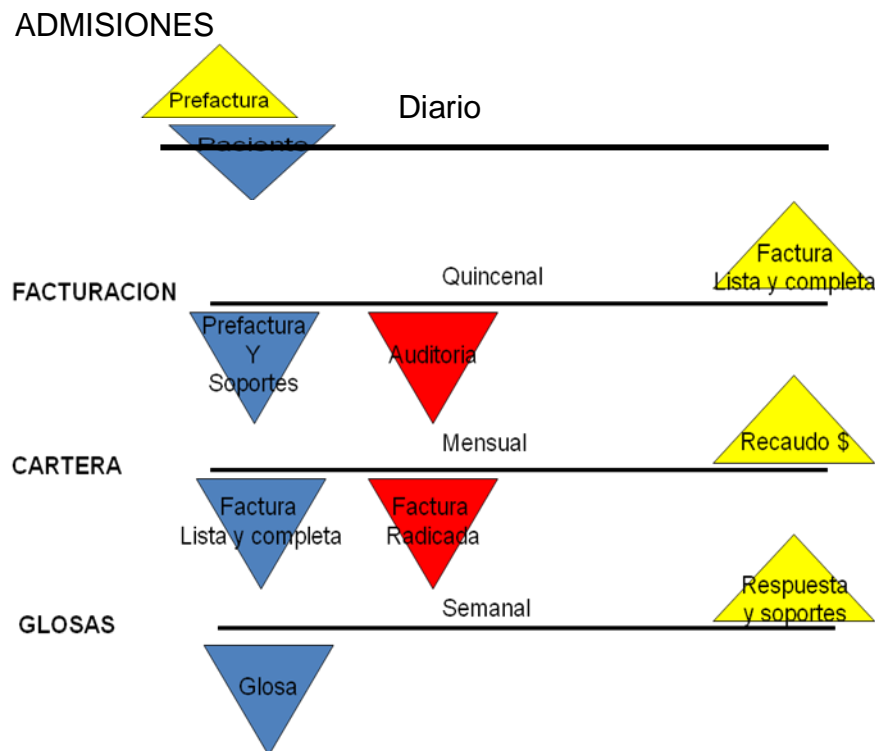 ADMISIONES
Prefactura
Diario
Paciente
Factura
Lista y completa
Quincenal
FACTURACION
Prefactura
Y
Soportes
Auditoria
Recaudo $
Mensual
CARTERA
Factura
Lista y completa
Factura
Radicada
Respuesta
y soportes
Semanal
GLOSAS
Glosa